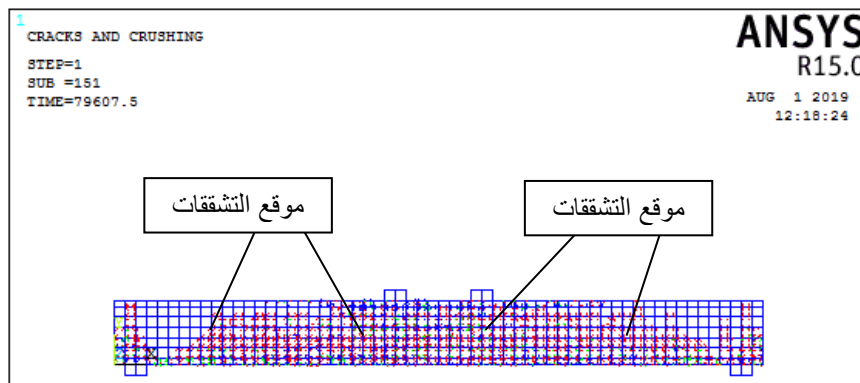 1
CRACKS AND CRUSHING
STEP=1
SUB =151
TIME=79607.5
ANSYS
R15.0
AUG 1 2019
12:18:24
موقع التشققات
موقع التشققات
Y
X